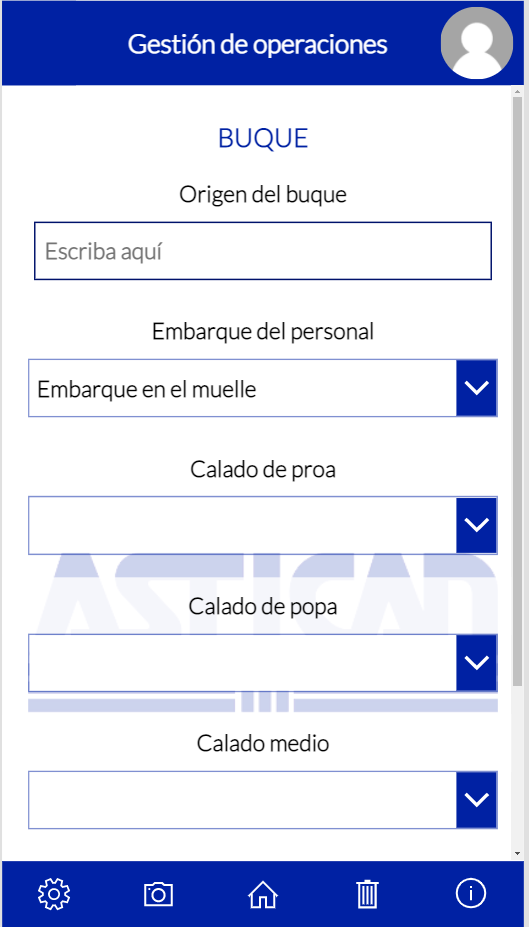 Gestión de operaciones
BUQUE
Origen del buque
Escriba aquí
Embarque del personal
Embarque en el muelle
Calado de proa
ASTICAN
Calado de popa
Calado medio